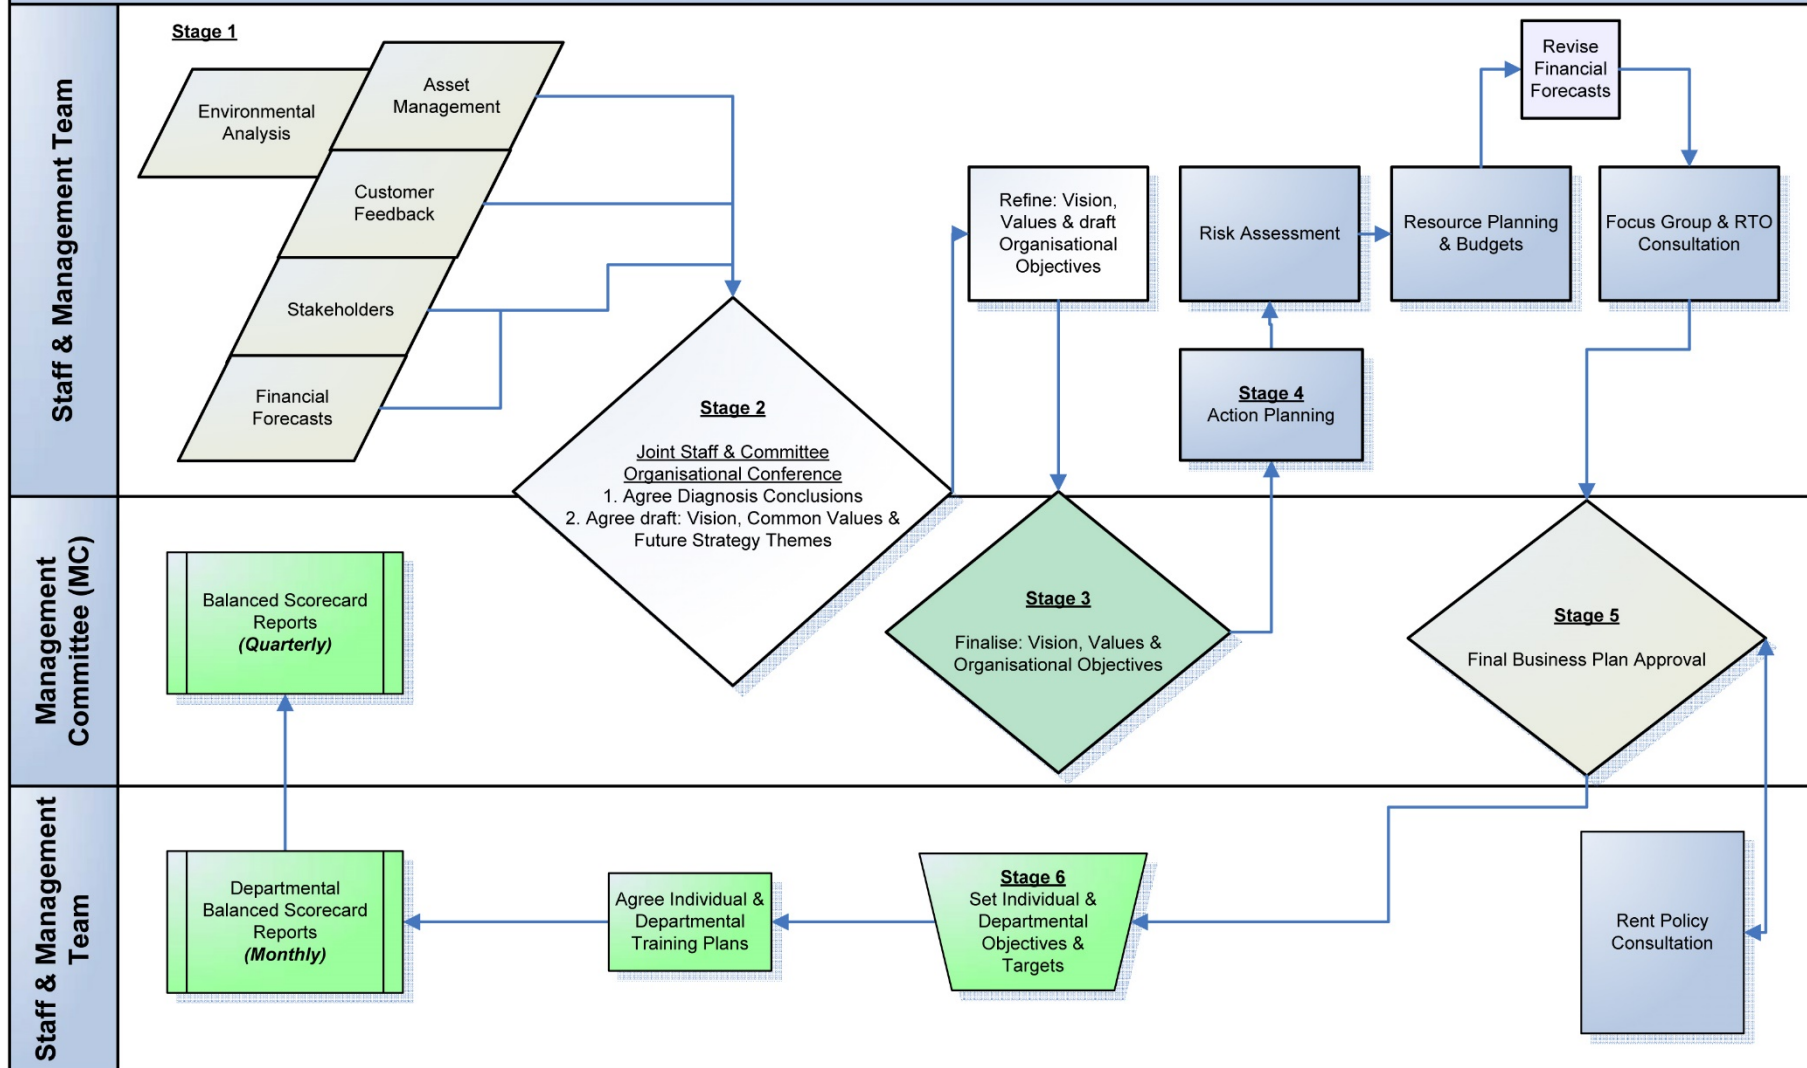 Staff & Management Team
Stage 1
Environmental
Analysis
Asset
Management
Customer
Feedback
Stakeholders
Financial
Forecasts
Stage 2
Joint Staff & Committee
Organisational Conference
1. Agree Diagnosis Conclusions
2. Agree draft: Vision, Common Values &
Future Strategy Themes
Refine: Vision,
Values & draft
Organisational
Objectives
Risk Assessment
Stage 4
Action Planning
Resource Planning
& Budgets
Revise
Financial
Forecasts
Focus Group & RTO
Consultation
Management
Committee (MC)
Balanced Scorecard
Reports
(Quarterly)
Stage 3
Finalise: Vision, Values &
Organisational Objectives
Stage 5
Final Business Plan Approval
Staff & Management
Team
Departmental
Balanced Scorecard
Reports
(Monthly)
Agree Individual &
Departmental
Training Plans
Stage 6
Set Individual &
Departmental
Objectives &
Targets
Rent Policy
Consultation